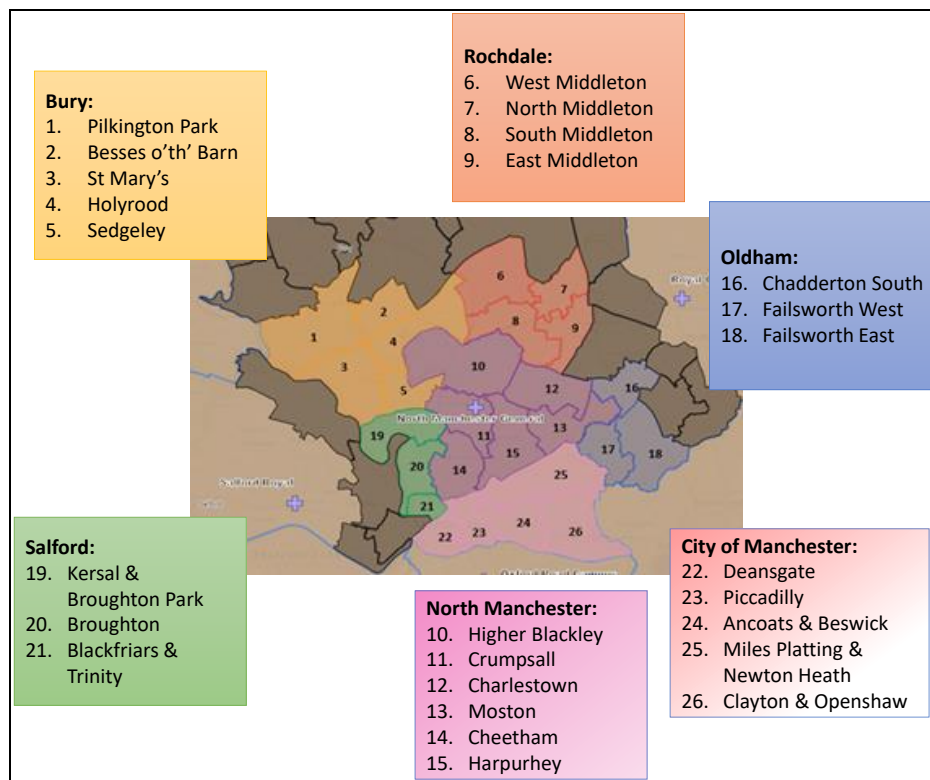 Rochdale:
6. West Middleton
7. North Middleton
8. South Middleton
9. East Middleton
Bury:
1. Pilkington Park
2. Besses o'th' Barn
3. St Mary's
4. Holyrood
5. Sedgeley
Oldham:
16. Chadderton South
17. Failsworth West
18. Failsworth East
6
7
2
8
9
1
4
3
10
5
12
16
North Manchester General
19
11
13
15
17
18
20
14
25
Salford Royal
21
22
23
24
26
Salford:
19. Kersal &
Broughton Park
20. Broughton
21. Blackfriars &
Trinity
North Manchester:
10. Higher Blackley
11. Crumpsall
12. Charlestown
13. Moston
14. Cheetham
15. Harpurhey
City of Manchester:
22. Deansgate
23. Piccadilly
24. Ancoats & Beswick
25. Miles Platting &
Newton Heath
26. Clayton & Openshaw